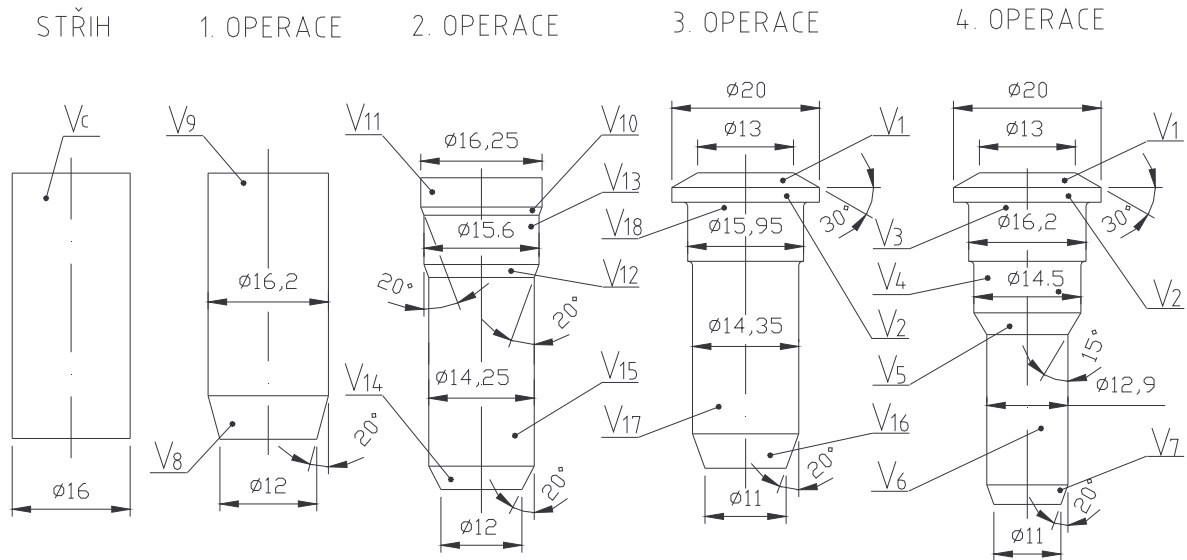 STŘIH
1. OPERACE
2. OPERACE
3. OPERACE
4. OPERACE
Vc
ø16
V9
ø16,2
V8
ø12
20°
V11
ø16,25
V10
V13
ø15.6
V12
20°
20°
ø14,25
V14
V15
20°
ø12
ø20
ø13
V1
30°
V18
ø15,95
V2
ø14,35
V17
V16
20°
ø11
ø20
ø13
V1
30°
V3
ø16,2
V4
ø14.5
V2
V5
15°
ø12,9
V6
V7
20°
ø11